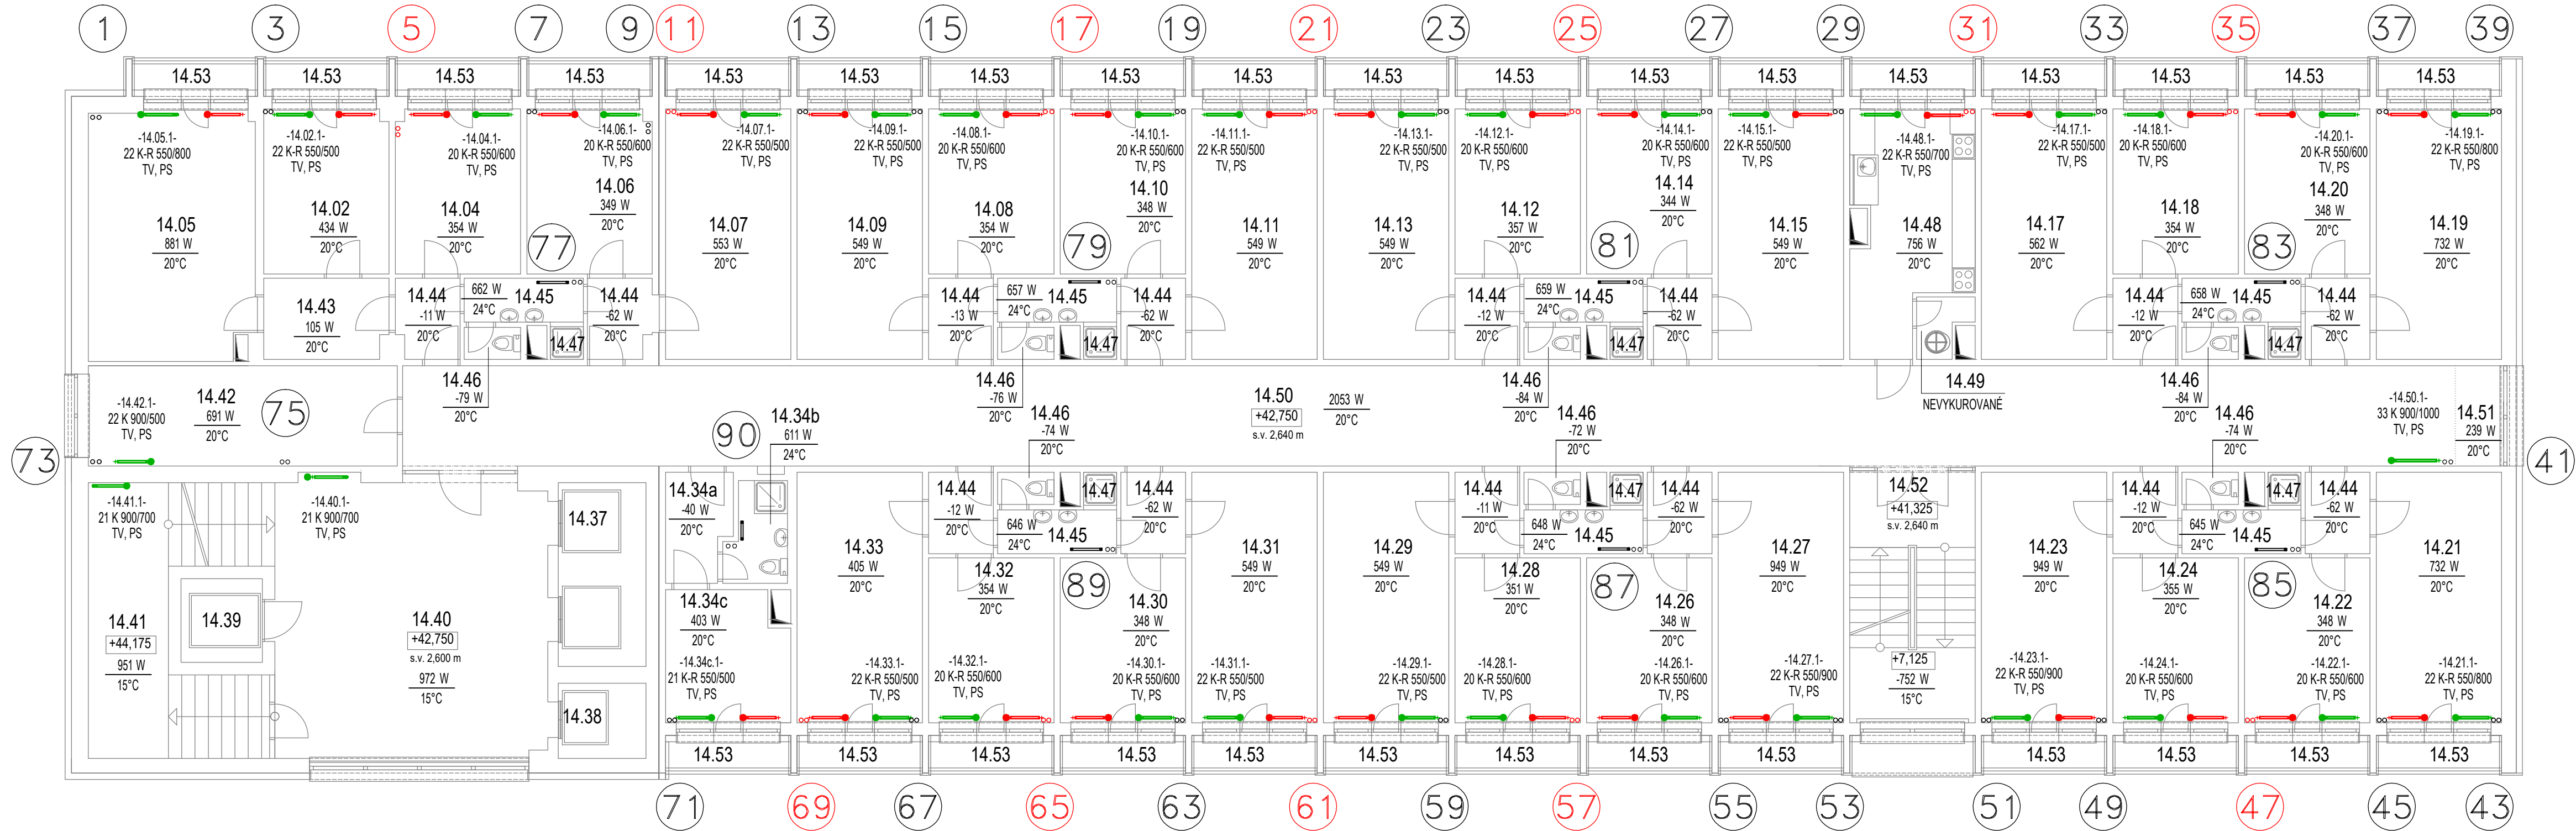 1 3 5 7 9 11 13 15 17 19 21 23 25 27 29 31 33 35 37 39
14.53 14.53 14.53 14.53 14.53 14.53 14.53 14.53 14.53 14.53 14.53 14.53 14.53 14.53 14.53 14.53 14.53 14.53
-14.05.1-
22 K-R 550/800
TV, PS
-14.02.1-
22 K-R 550/500
TV, PS
-14.04.1-
20 K-R 550/600
TV, PS
-14.06.1-
20 K-R 550/600
TV, PS
-14.07.1-
22 K-R 550/500
TV, PS
-14.09.1-
22 K-R 550/500
TV, PS
-14.08.1-
20 K-R 550/600
TV, PS
-14.10.1-
20 K-R 550/600
TV, PS
-14.11.1-
22 K-R 550/500
TV, PS
-14.13.1-
22 K-R 550/500
TV, PS
-14.12.1-
20 K-R 550/600
TV, PS
-14.14.1-
20 K-R 550/600
TV, PS
-14.15.1-
22 K-R 550/500
TV, PS
-14.48.1-
22 K-R 550/700
TV, PS
-14.17.1-
22 K-R 550/500
TV, PS
-14.18.1-
20 K-R 550/600
TV, PS
-14.20.1-
20 K-R 550/600
TV, PS
-14.19.1-
22 K-R 550/800
TV, PS
14.05
881 W
20°C
14.02
434 W
20°C
14.04
354 W
20°C
14.06
349 W
20°C
77
14.07
553 W
20°C
14.09
549 W
20°C
14.08
354 W
20°C
14.10
348 W
20°C
79
14.11
549 W
20°C
14.13
549 W
20°C
14.12
357 W
20°C
14.14
344 W
20°C
81
14.15
549 W
20°C
14.48
756 W
20°C
14.17
562 W
20°C
14.18
354 W
20°C
14.20
348 W
20°C
83
14.19
732 W
20°C
14.43
105 W
20°C
14.44
-11 W
20°C
662 W
24°C
14.45
14.44
-62 W
20°C
14.47
14.44
-13 W
20°C
657 W
24°C
14.45
14.44
-62 W
20°C
14.47
14.44
-12 W
20°C
659 W
24°C
14.45
14.44
-62 W
20°C
14.47
14.44
-12 W
20°C
658 W
24°C
14.45
14.44
-62 W
20°C
14.47
-14.42.1-
22 K 900/500
TV, PS
14.42
691 W
20°C
75
14.46
-79 W
20°C
90
14.34b
611 W
24°C
14.46
-76 W
20°C
14.46
-74 W
20°C
14.50
+42,750
s.v. 2,640 m
2053 W
20°C
14.46
-84 W
20°C
14.46
-72 W
20°C
14.49
NEVYKUROVANÉ
14.46
-84 W
20°C
14.46
-74 W
20°C
-14.50.1-
33 K 900/1000
TV, PS
14.51
239 W
20°C
73
41
-14.41.1-
21 K 900/700
TV, PS
-14.40.1-
21 K 900/700
TV, PS
14.37
14.34a
-40 W
20°C
14.44
-12 W
20°C
14.47
14.44
-62 W
20°C
646 W
24°C
14.45
14.44
-11 W
20°C
14.47
14.44
-62 W
20°C
648 W
24°C
14.45
14.52
+41,325
s.v. 2,640 m
14.44
-12 W
20°C
14.47
14.44
-62 W
20°C
645 W
24°C
14.45
14.41
+44,175
951 W
15°C
14.39
14.40
+42,750
s.v. 2,600 m
972 W
15°C
14.38
14.34c
403 W
20°C
14.33
405 W
20°C
14.32
354 W
20°C
89
14.30
348 W
20°C
14.31
549 W
20°C
14.29
549 W
20°C
14.28
351 W
20°C
87
14.26
348 W
20°C
14.27
949 W
20°C
+7,125
-752 W
15°C
14.23
949 W
20°C
14.24
355 W
20°C
85
14.22
348 W
20°C
14.21
732 W
20°C
-14.34c.1-
21 K-R 550/500
TV, PS
-14.33.1-
22 K-R 550/500
TV, PS
-14.32.1-
20 K-R 550/600
TV, PS
-14.30.1-
20 K-R 550/600
TV, PS
-14.31.1-
22 K-R 550/500
TV, PS
-14.29.1-
22 K-R 550/500
TV, PS
-14.28.1-
20 K-R 550/600
TV, PS
-14.26.1-
20 K-R 550/600
TV, PS
-14.27.1-
22 K-R 550/900
TV, PS
-14.23.1-
22 K-R 550/900
TV, PS
-14.24.1-
20 K-R 550/600
TV, PS
-14.22.1-
20 K-R 550/600
TV, PS
-14.21.1-
22 K-R 550/800
TV, PS
14.53 14.53 14.53 14.53 14.53 14.53 14.53 14.53 14.53 14.53 14.53 14.53 14.53
71 69 67 65 63 61 59 57 55 53 51 49 47 45 43